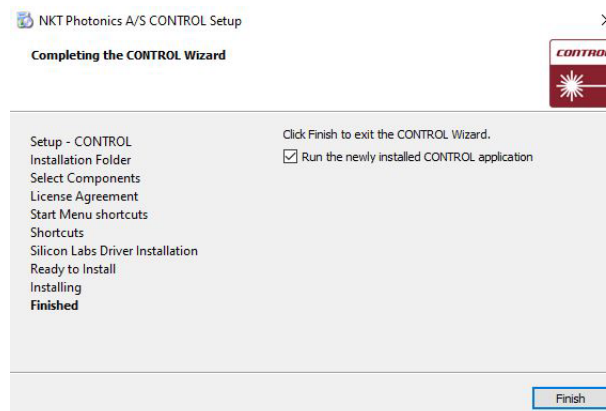 NKT Photonics A/S CONTROL Setup
Completing the CONTROL Wizard
CONTROL
Setup - CONTROL
Installation Folder
Select Components
License Agreement
Start Menu shortcuts
Shortcuts
Silicon Labs Driver Installation
Ready to Install
Installing
Finished
Click Finish to exit the CONTROL Wizard.
Run the newly installed CONTROL application
Finish